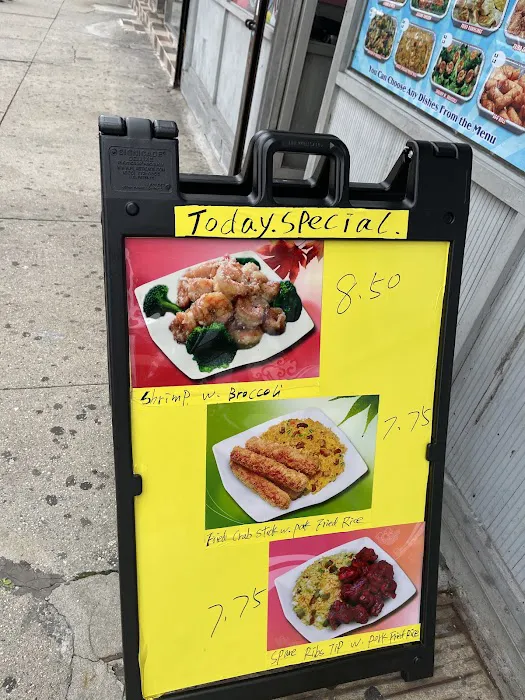 You Can Choose Any Dishes From the Menu
Today.Special.
8.50
Shrimp w. Broccoli
7.75
Fried Crab Stick w. pork Fried Rice
7.75
Spare Ribs Tip w. pork Fried Rice